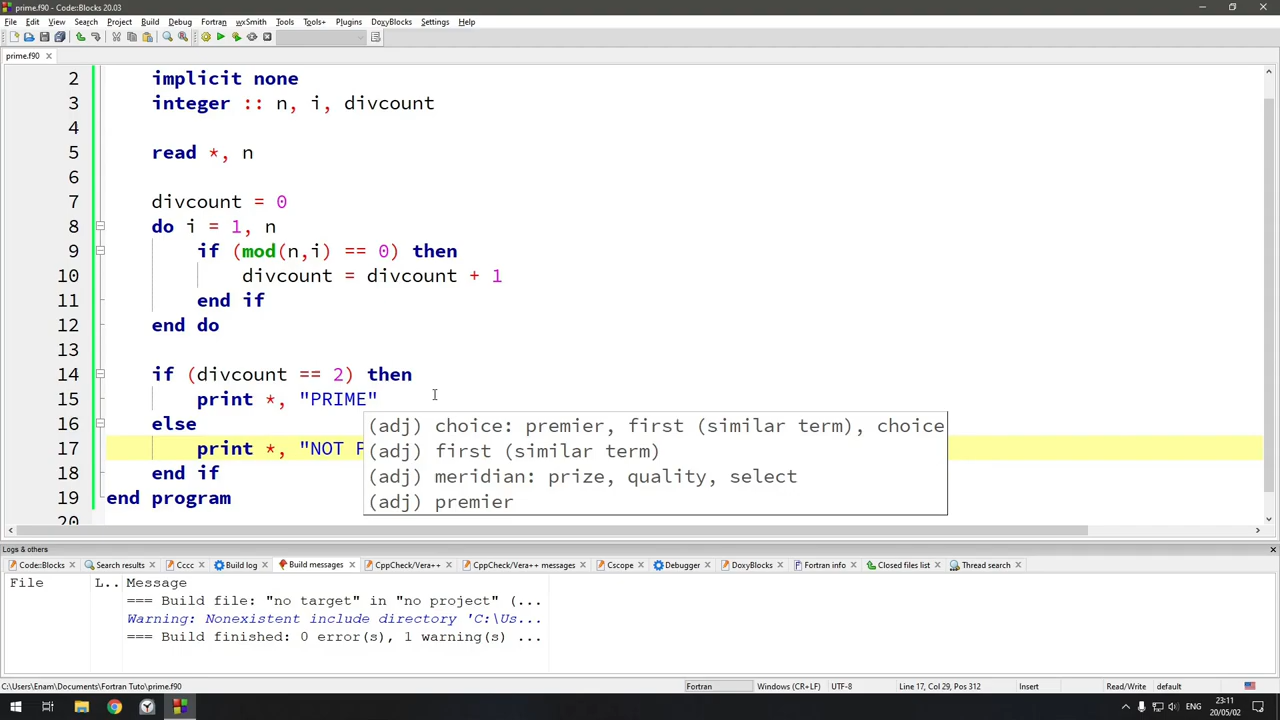 prime.f90 - Code::Blocks 20.03
File Edit View Search Project Build Debug Fortran wxSmith Tools Tools+ Plugins DoxyBlocks Settings Help
prime.f90
2 implicit none
3 integer :: n, i, divcount
4
5 read *, n
6
7 divcount = 0
8 do i = 1, n
9 if (mod(n,i) == 0) then
10 divcount = divcount + 1
11 end if
12 end do
13
14 if (divcount == 2) then
15 print *, "PRIME"
16 else
17 print *, "NOT P
18 end if
19 end program
20
(adj) choice: premier, first (similar term), choice
(adj) first (similar term)
(adj) meridian: prize, quality, select
(adj) premier
Logs & others
Code::Blocks Search results Cccc Build log Build messages CppCheck/Vera++ CppCheck/Vera++ messages Cscope Debugger DoxyBlocks Fortran info Closed files list Thread search
File L.. Message
=== Build file: "no target" in "no project" (...
Warning: Nonexistent include directory 'C:\Us...
=== Build finished: 0 error(s), 1 warning(s) ...
C:\Users\Enam\Documents\Fortran Tuto\prime.f90 Fortran Windows (CR+LF) UTF-8 Line 17, Col 29, Pos 312 Insert Read/Write default
ENG 23:11
20/05/02